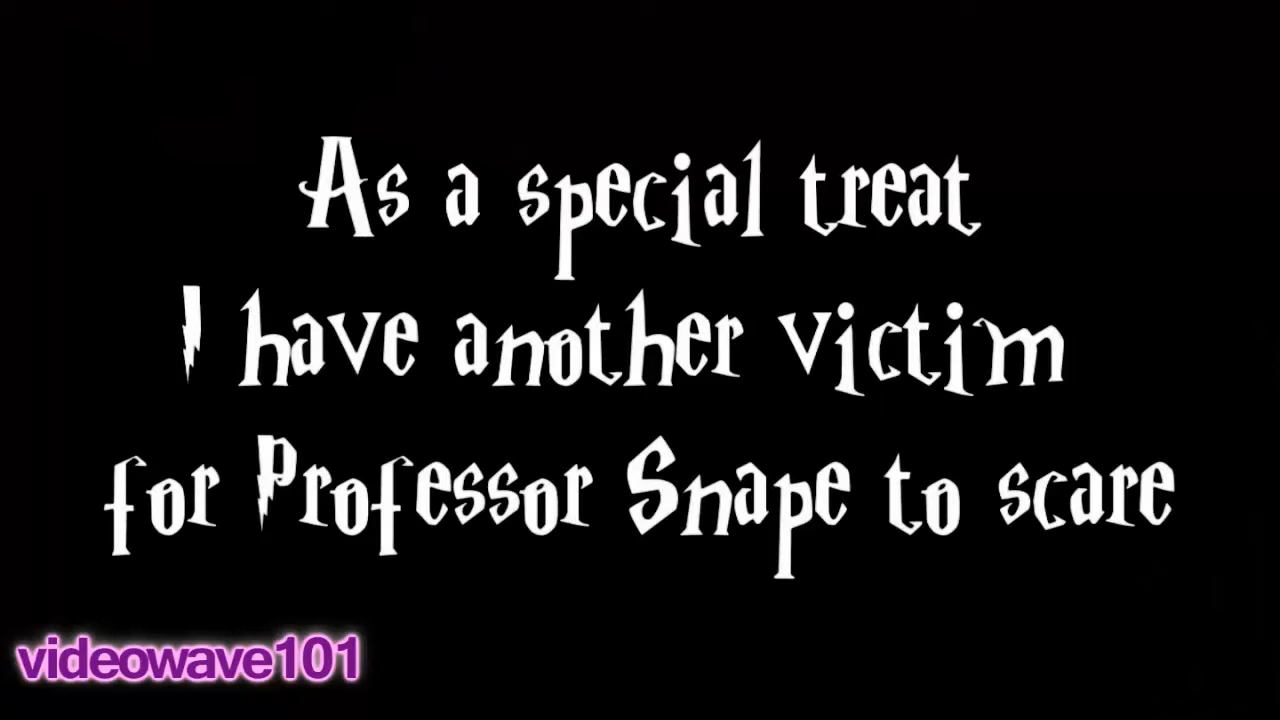 As a special treat
I have another victim
for Professor Snape to scare
videowave101